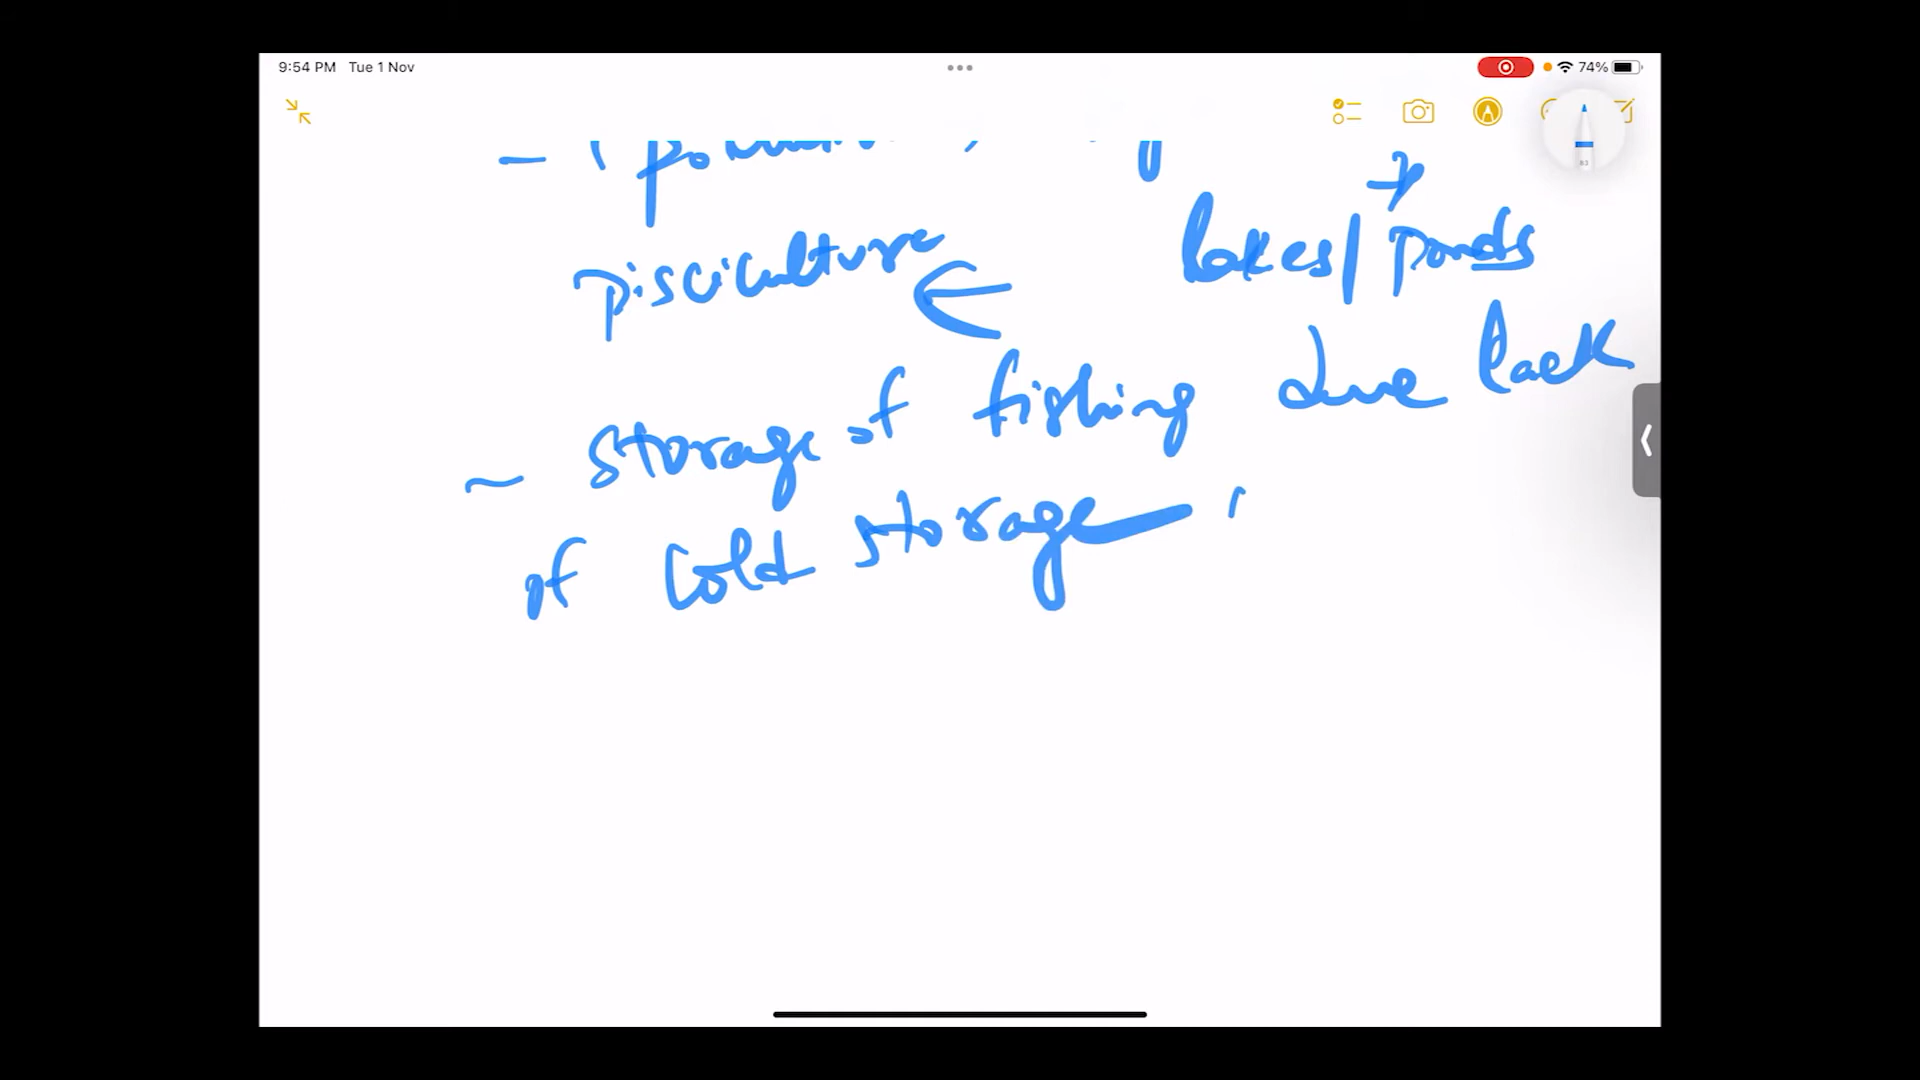 9:54 PM Tue 1 Nov
74%
lakes/ ponds
Pisciculture ←
~ storage of fishing due lack
of cold storage